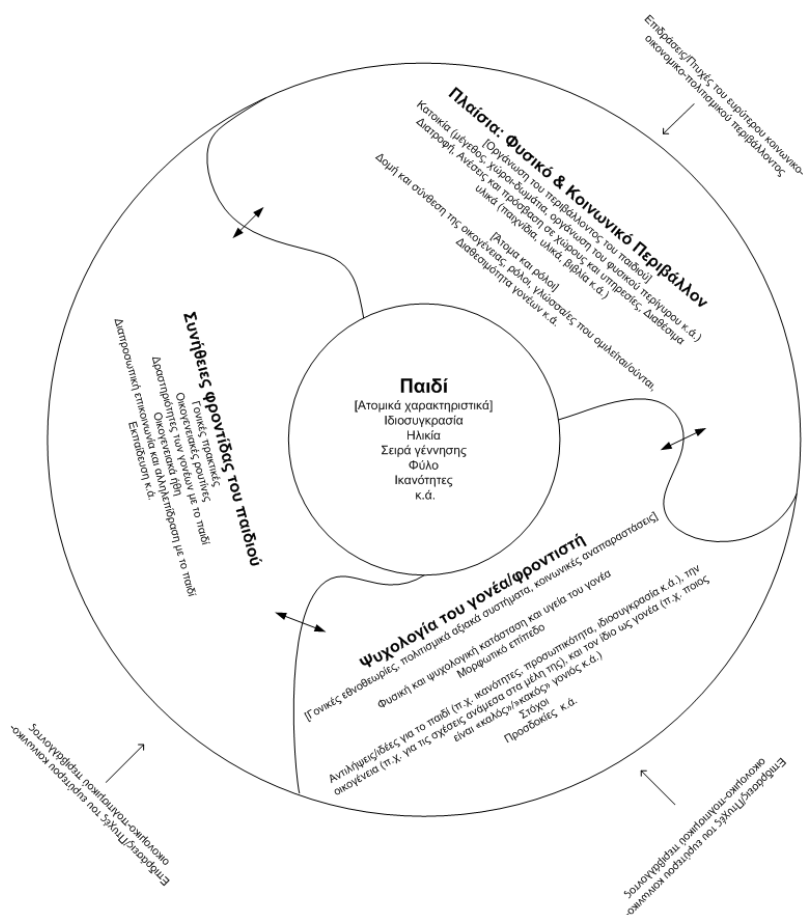 Επιδράσεις/Πτυχές του ευρύτερου κοινωνικο-
οικονομικο-πολιτισμικού περιβάλλοντος
Πλαίσια: Φυσικό & Κοινωνικό Περιβάλλον
[Οργάνωση του περιβάλλοντος του παιδιού]
Κατοικία (μέγεθος, χώροι-δωμάτια, οργάνωση του φυσικού περίγυρου κ.ά.)
Διατροφή, Ανέσεις και πρόσβαση σε χώρους και υπηρεσίες, Διαθέσιμα
υλικά (παιχνίδια, υλικά, βιβλία κ.ά.)
[Άτομα και ρόλοι]
Δομή και σύνθεση της οικογένειας, ρόλοι, γλώσσα/ες που ομιλείται/ούνται,
Διαθεσιμότητα γονέων κ.ά.
Παιδί
[Ατομικά χαρακτηριστικά]
Ιδιοσυγκρασία
Ηλικία
Σειρά γέννησης
Φύλο
Ικανότητες
κ.ά.
Συνήθειες φροντίδας του παιδιού
Γονικές πρακτικές
Οικογενειακές ρουτίνες
Δραστηριότητες των γονέων με το παιδί
Οικογενειακά ήθη
Διαπροσωπική επικοινωνία και αλληλεπίδραση με το παιδί
Εκπαίδευση κ.ά.
Ψυχολογία του γονέα/φροντιστή
[Γονικές εθνοθεωρίες, πολιτισμικά αξιακά συστήματα, κοινωνικές αναπαραστάσεις]
Φυσική και ψυχολογική κατάσταση και υγεία του γονέα
Μορφωτικό επίπεδο
Αντιλήψεις/ιδέες για το παιδί (π.χ. ικανότητες, προσωπικότητα, ιδιοσυγκρασία κ.ά.), την
οικογένεια (π.χ. για τις σχέσεις ανάμεσα στα μέλη της), και τον ίδιο ως γονέα (π.χ. ποιος
είναι «καλός»/»κακός» γονιός κ.ά.)
Στόχοι
Προσδοκίες κ.ά.
Επιδράσεις/Πτυχές του ευρύτερου κοινωνικο-
οικονομικο-πολιτισμικού περιβάλλοντος
Επιδράσεις/Πτυχές του ευρύτερου κοινωνικο-
οικονομικο-πολιτισμικού περιβάλλοντος